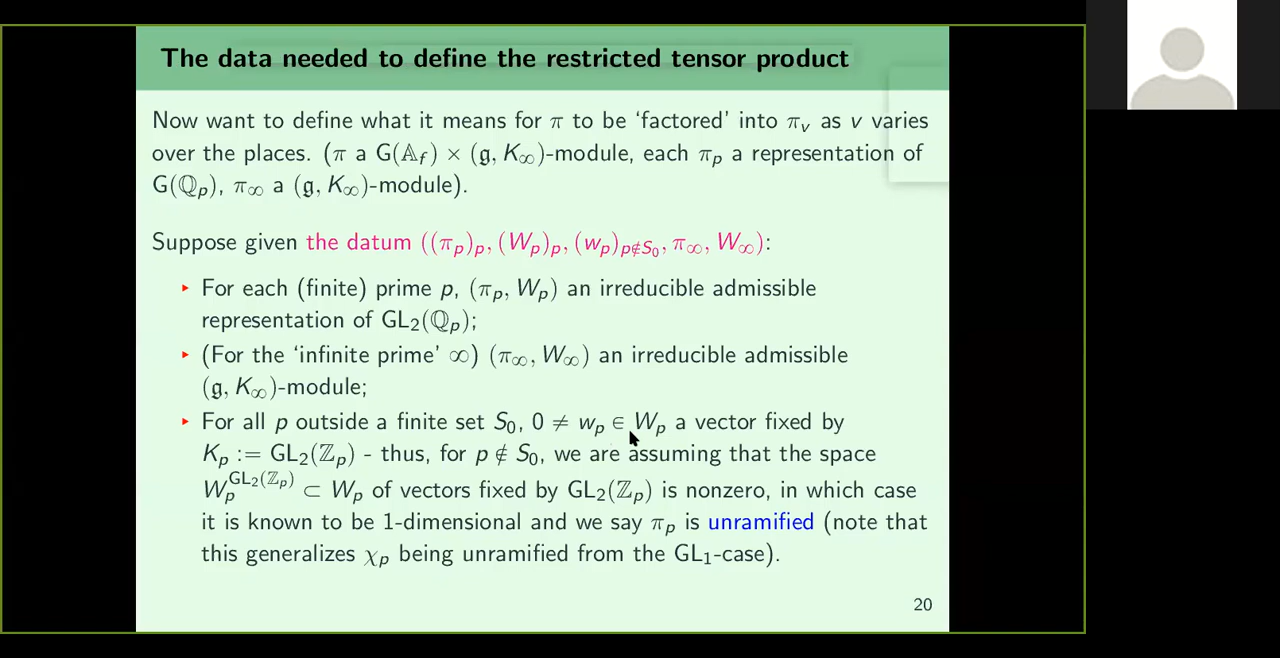 The data needed to define the restricted tensor product
Now want to define what it means for π to be ‘factored’ into π_v as v varies
over the places. (π a G(𝔸_f) × (𝔤, K_∞)-module, each π_p a representation of
G(ℚ_p), π_∞ a (𝔤, K_∞)-module).
Suppose given the datum ((π_p)_p, (W_p)_p, (w_p)_{p∉S_0}, π_∞, W_∞):
▸ For each (finite) prime p, (π_p, W_p) an irreducible admissible
representation of GL_2(ℚ_p);
▸ (For the ‘infinite prime’ ∞) (π_∞, W_∞) an irreducible admissible
(𝔤, K_∞)-module;
▸ For all p outside a finite set S_0, 0 ≠ w_p ∈ W_p a vector fixed by
K_p := GL_2(ℤ_p) - thus, for p ∉ S_0, we are assuming that the space
W_p^{GL_2(ℤ_p)} ⊂ W_p of vectors fixed by GL_2(ℤ_p) is nonzero, in which case
it is known to be 1-dimensional and we say π_p is unramified (note that
this generalizes χ_p being unramified from the GL_1-case).
20